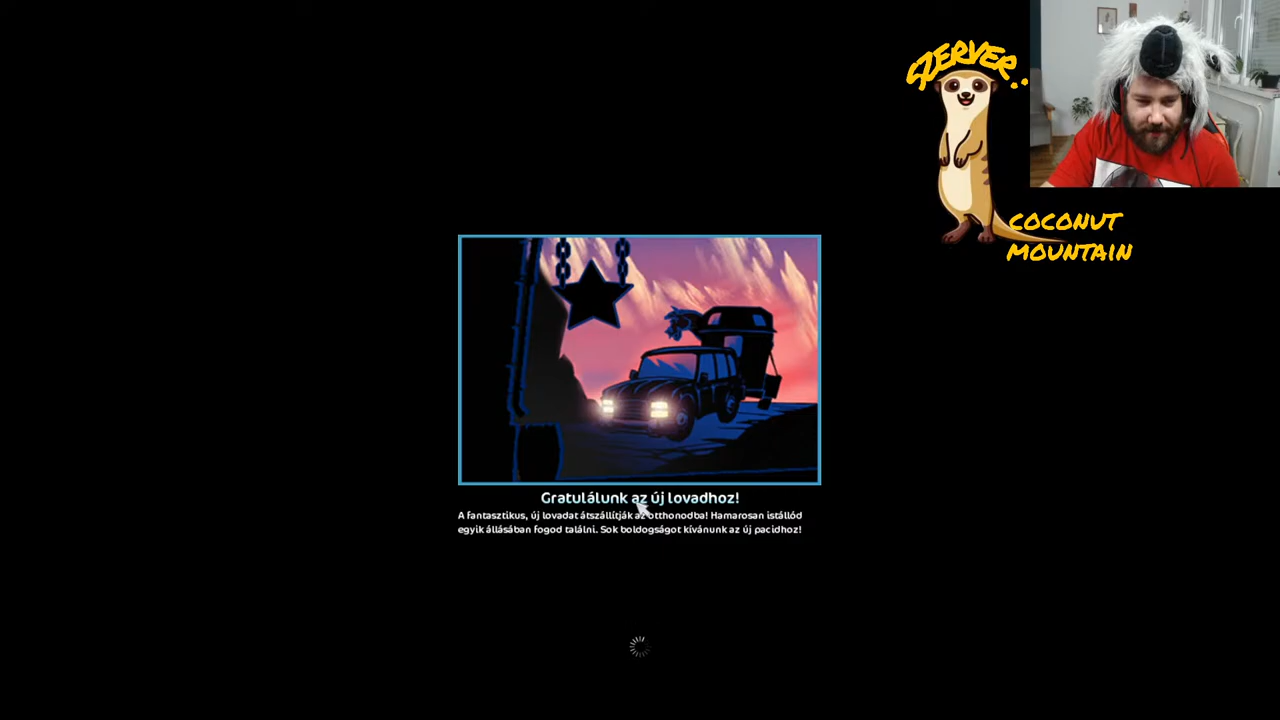 SZERVER:
COCONUT
MOUNTAIN
Gratulálunk az új lovadhoz!
A fantasztikus, új lovadat átszállítják az otthonodba! Hamarosan istállód
egyik állásában fogod találni. Sok boldogságot kívánunk az új pacidhoz!